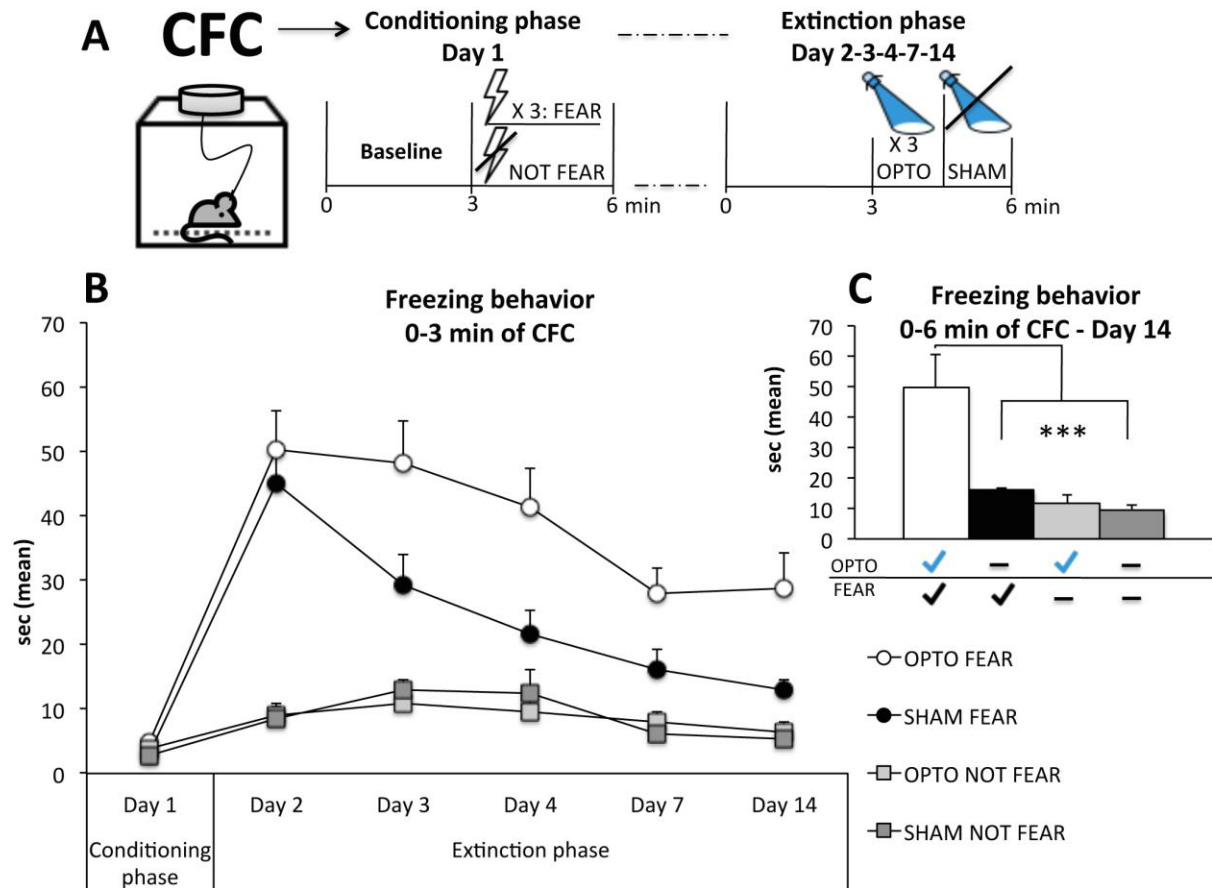 A
CFC
Conditioning phase
Day 1
Extinction phase
Day 2-3-4-7-14
X 3: FEAR
Baseline
NOT FEAR
0
3
6 min
X 3
OPTO
SHAM
0
3
6 min
B
Freezing behavior
0-3 min of CFC
sec (mean)
70
60
50
40
30
20
10
0
Day 1
Day 2
Day 3
Day 4
Day 7
Day 14
Conditioning
phase
Extinction phase
C
Freezing behavior
0-6 min of CFC - Day 14
sec (mean)
70
60
50
40
30
20
10
0
***
OPTO
FEAR
OPTO FEAR
SHAM FEAR
OPTO NOT FEAR
SHAM NOT FEAR